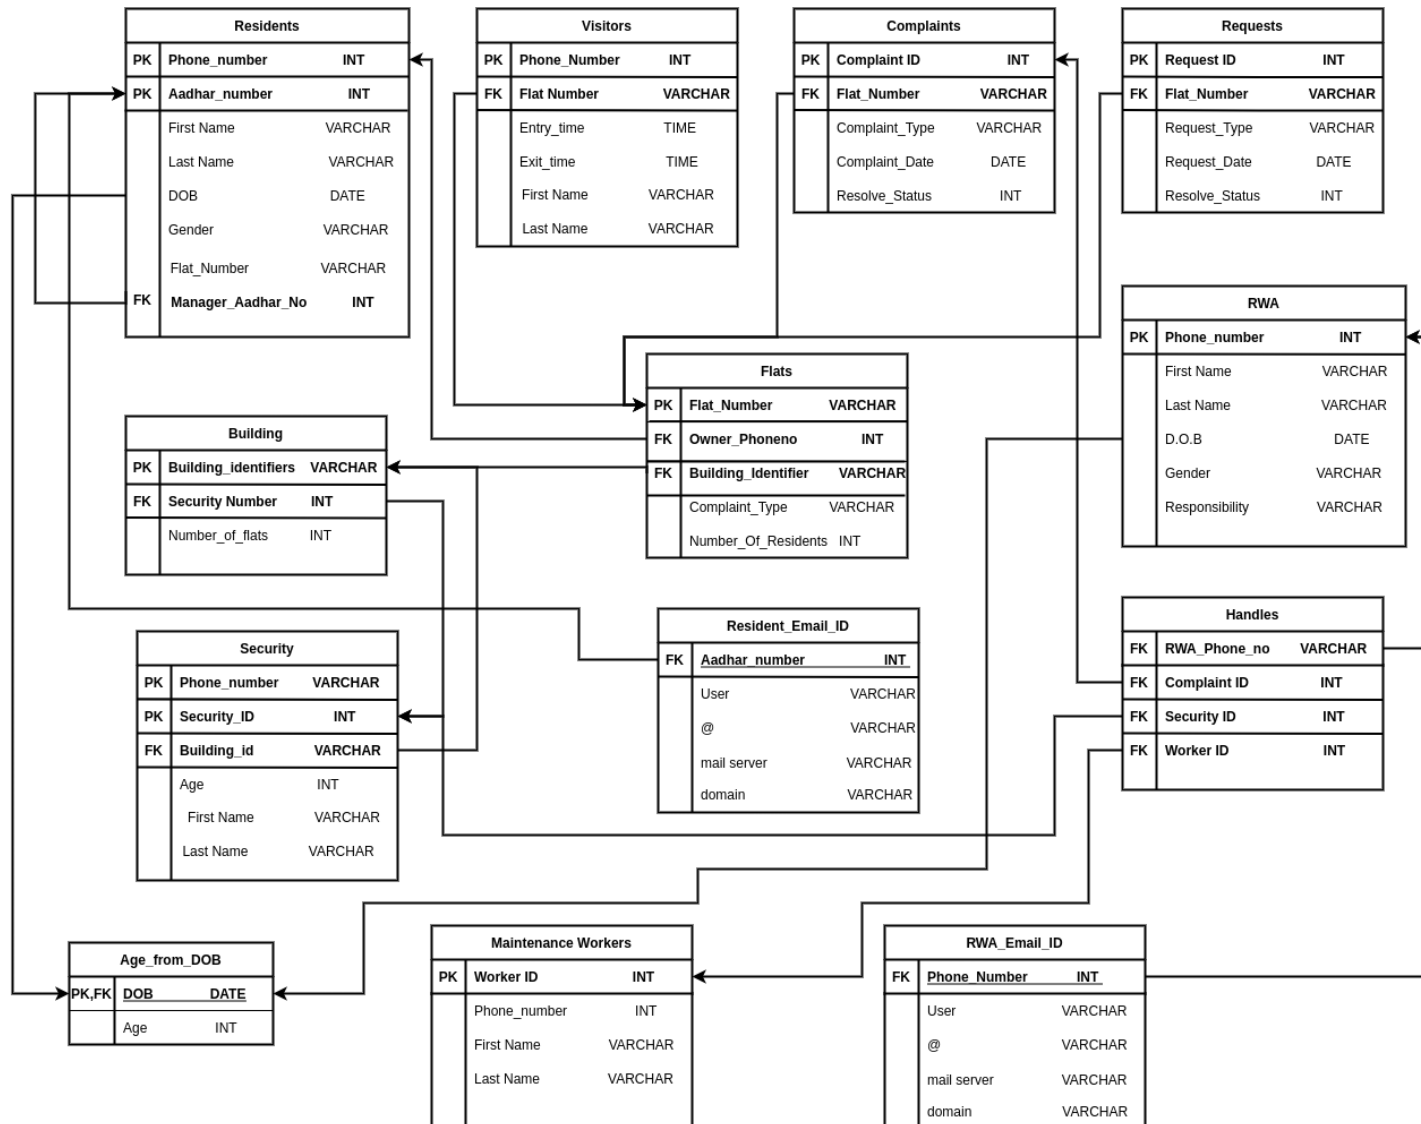 Residents
PK Phone_number INT
PK Aadhar_number INT
First Name VARCHAR
Last Name VARCHAR
DOB DATE
Gender VARCHAR
Flat_Number VARCHAR
FK Manager_Aadhar_No INT
Visitors
PK Phone_Number INT
FK Flat Number VARCHAR
Entry_time TIME
Exit_time TIME
First Name VARCHAR
Last Name VARCHAR
Complaints
PK Complaint ID INT
FK Flat_Number VARCHAR
Complaint_Type VARCHAR
Complaint_Date DATE
Resolve_Status INT
Requests
PK Request ID INT
FK Flat_Number VARCHAR
Request_Type VARCHAR
Request_Date DATE
Resolve_Status INT
RWA
PK Phone_number INT
First Name VARCHAR
Last Name VARCHAR
D.O.B DATE
Gender VARCHAR
Responsibility VARCHAR
Flats
PK Flat_Number VARCHAR
FK Owner_Phoneno INT
FK Building_Identifier VARCHAR
Complaint_Type VARCHAR
Number_Of_Residents INT
Building
PK Building_identifiers VARCHAR
FK Security Number INT
Number_of_flats INT
Security
PK Phone_number VARCHAR
PK Security_ID INT
FK Building_id VARCHAR
Age INT
First Name VARCHAR
Last Name VARCHAR
Resident_Email_ID
FK Aadhar_number INT
User VARCHAR
@ VARCHAR
mail server VARCHAR
domain VARCHAR
Handles
FK RWA_Phone_no VARCHAR
FK Complaint ID INT
FK Security ID INT
FK Worker ID INT
Age_from_DOB
PK,FK DOB DATE
Age INT
Maintenance Workers
PK Worker ID INT
Phone_number INT
First Name VARCHAR
Last Name VARCHAR
RWA_Email_ID
FK Phone_Number INT
User VARCHAR
@ VARCHAR
mail server VARCHAR
domain VARCHAR